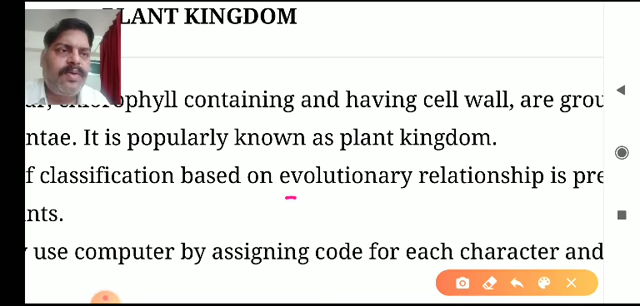 PLANT KINGDOM
chlorophyll containing and having cell wall, are grou
ntae. It is popularly known as plant kingdom.
f classification based on evolutionary relationship is pre
nts.
use computer by assigning code for each character and